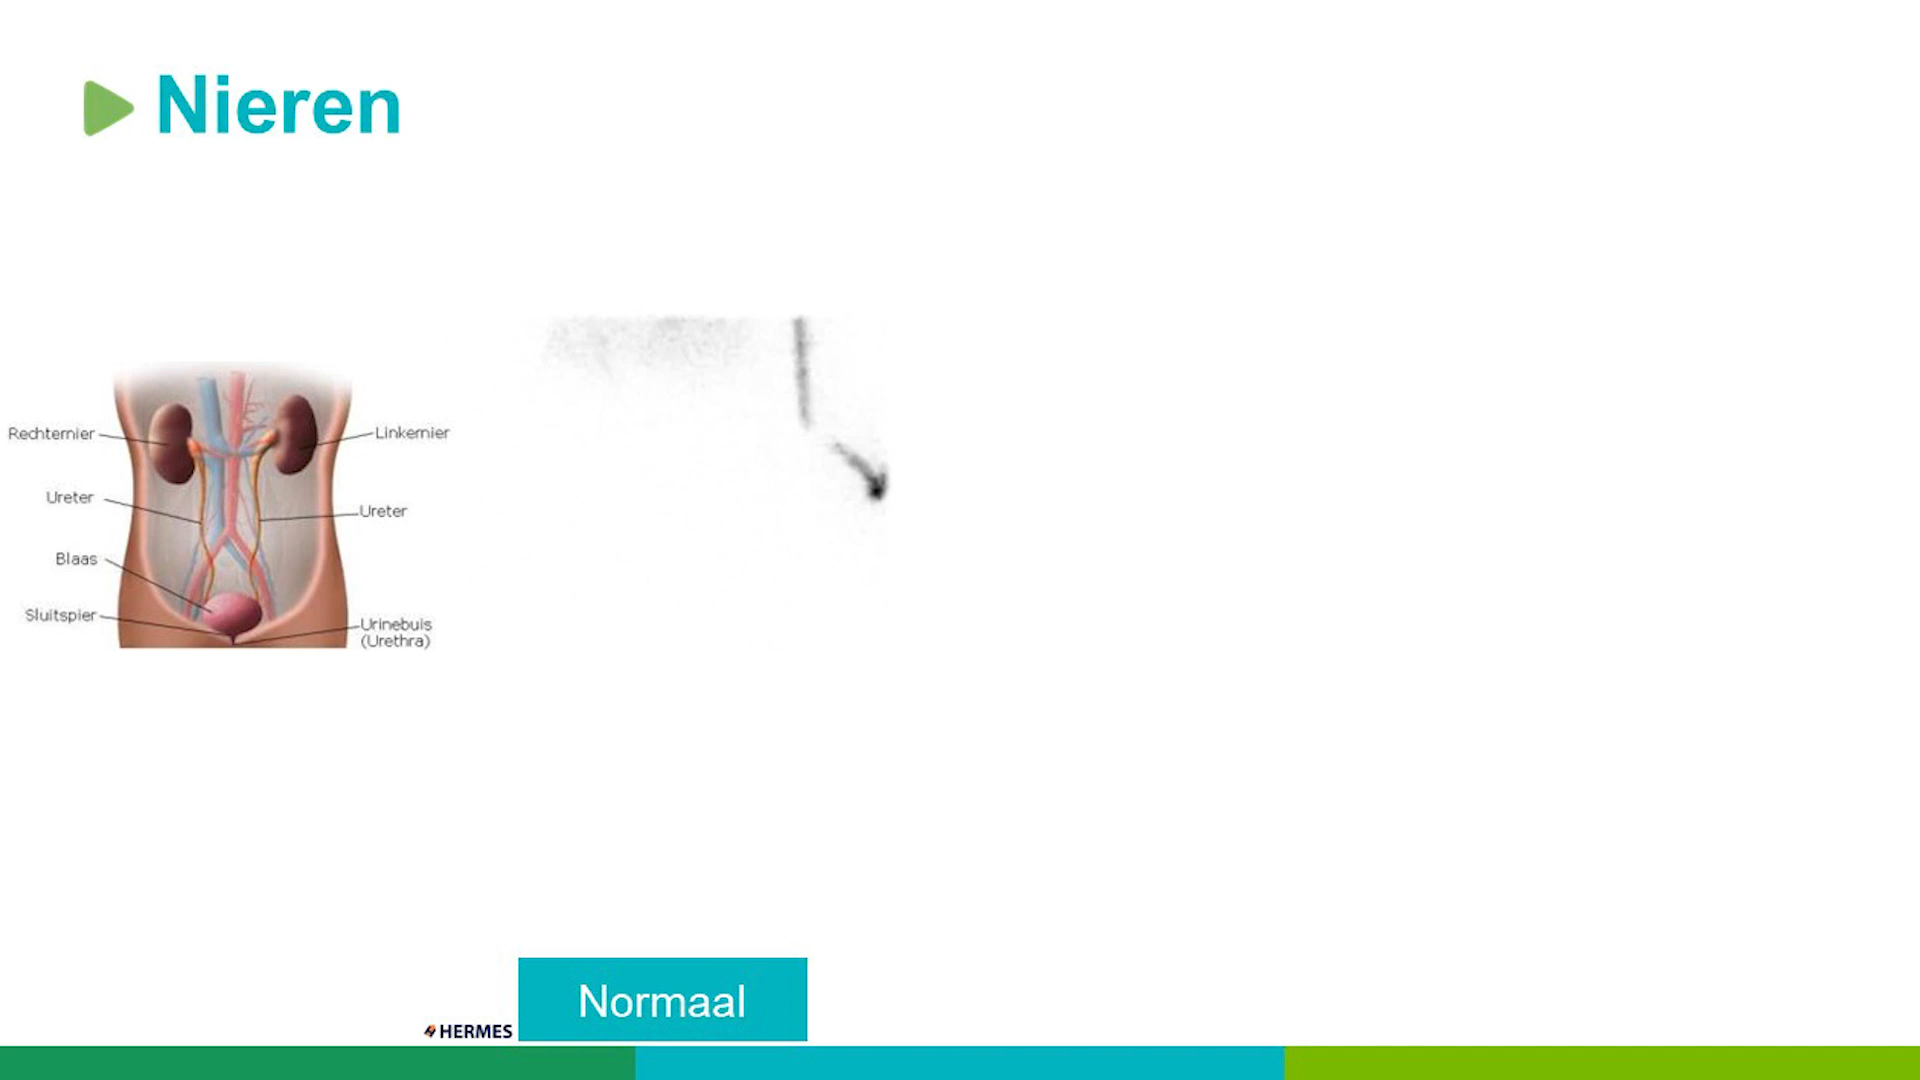 Nieren
Rechternier
Linkernier
Ureter
Ureter
Blaas
Sluitspier
Urinebuis
(Urethra)
Normaal
HERMES